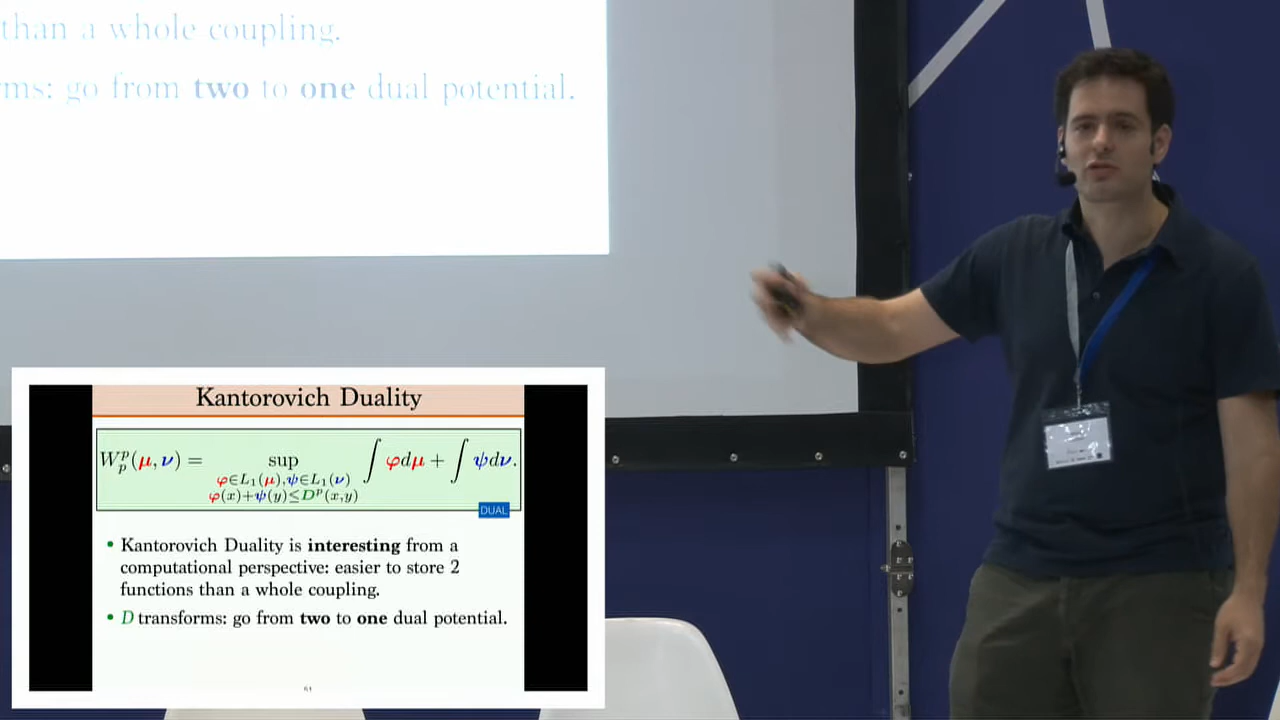 than a whole coupling.
ms: go from two to one dual potential.
Kantorovich Duality
W_p^p(μ, ν) = sup ∫ φdμ + ∫ ψdν.
φ∈L₁(μ),ψ∈L₁(ν)
φ(x)+ψ(y)≤D^p(x,y)
DUAL
• Kantorovich Duality is interesting from a
computational perspective: easier to store 2
functions than a whole coupling.
• D transforms: go from two to one dual potential.